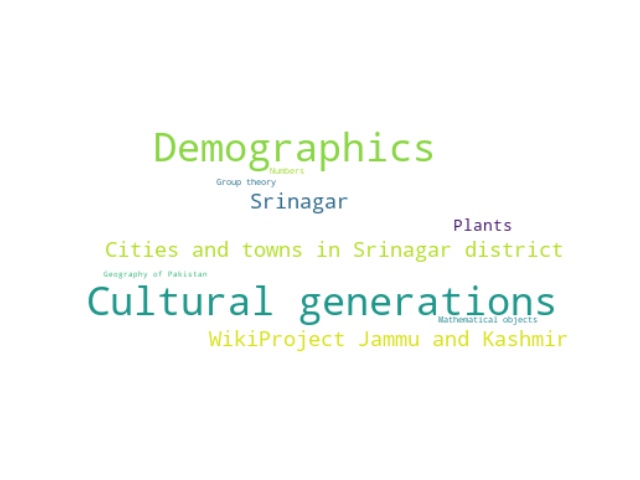 Demographics
Numbers
Group theory
Srinagar
Plants
Cities and towns in Srinagar district
Geography of Pakistan
Cultural generations
Mathematical objects
WikiProject Jammu and Kashmir